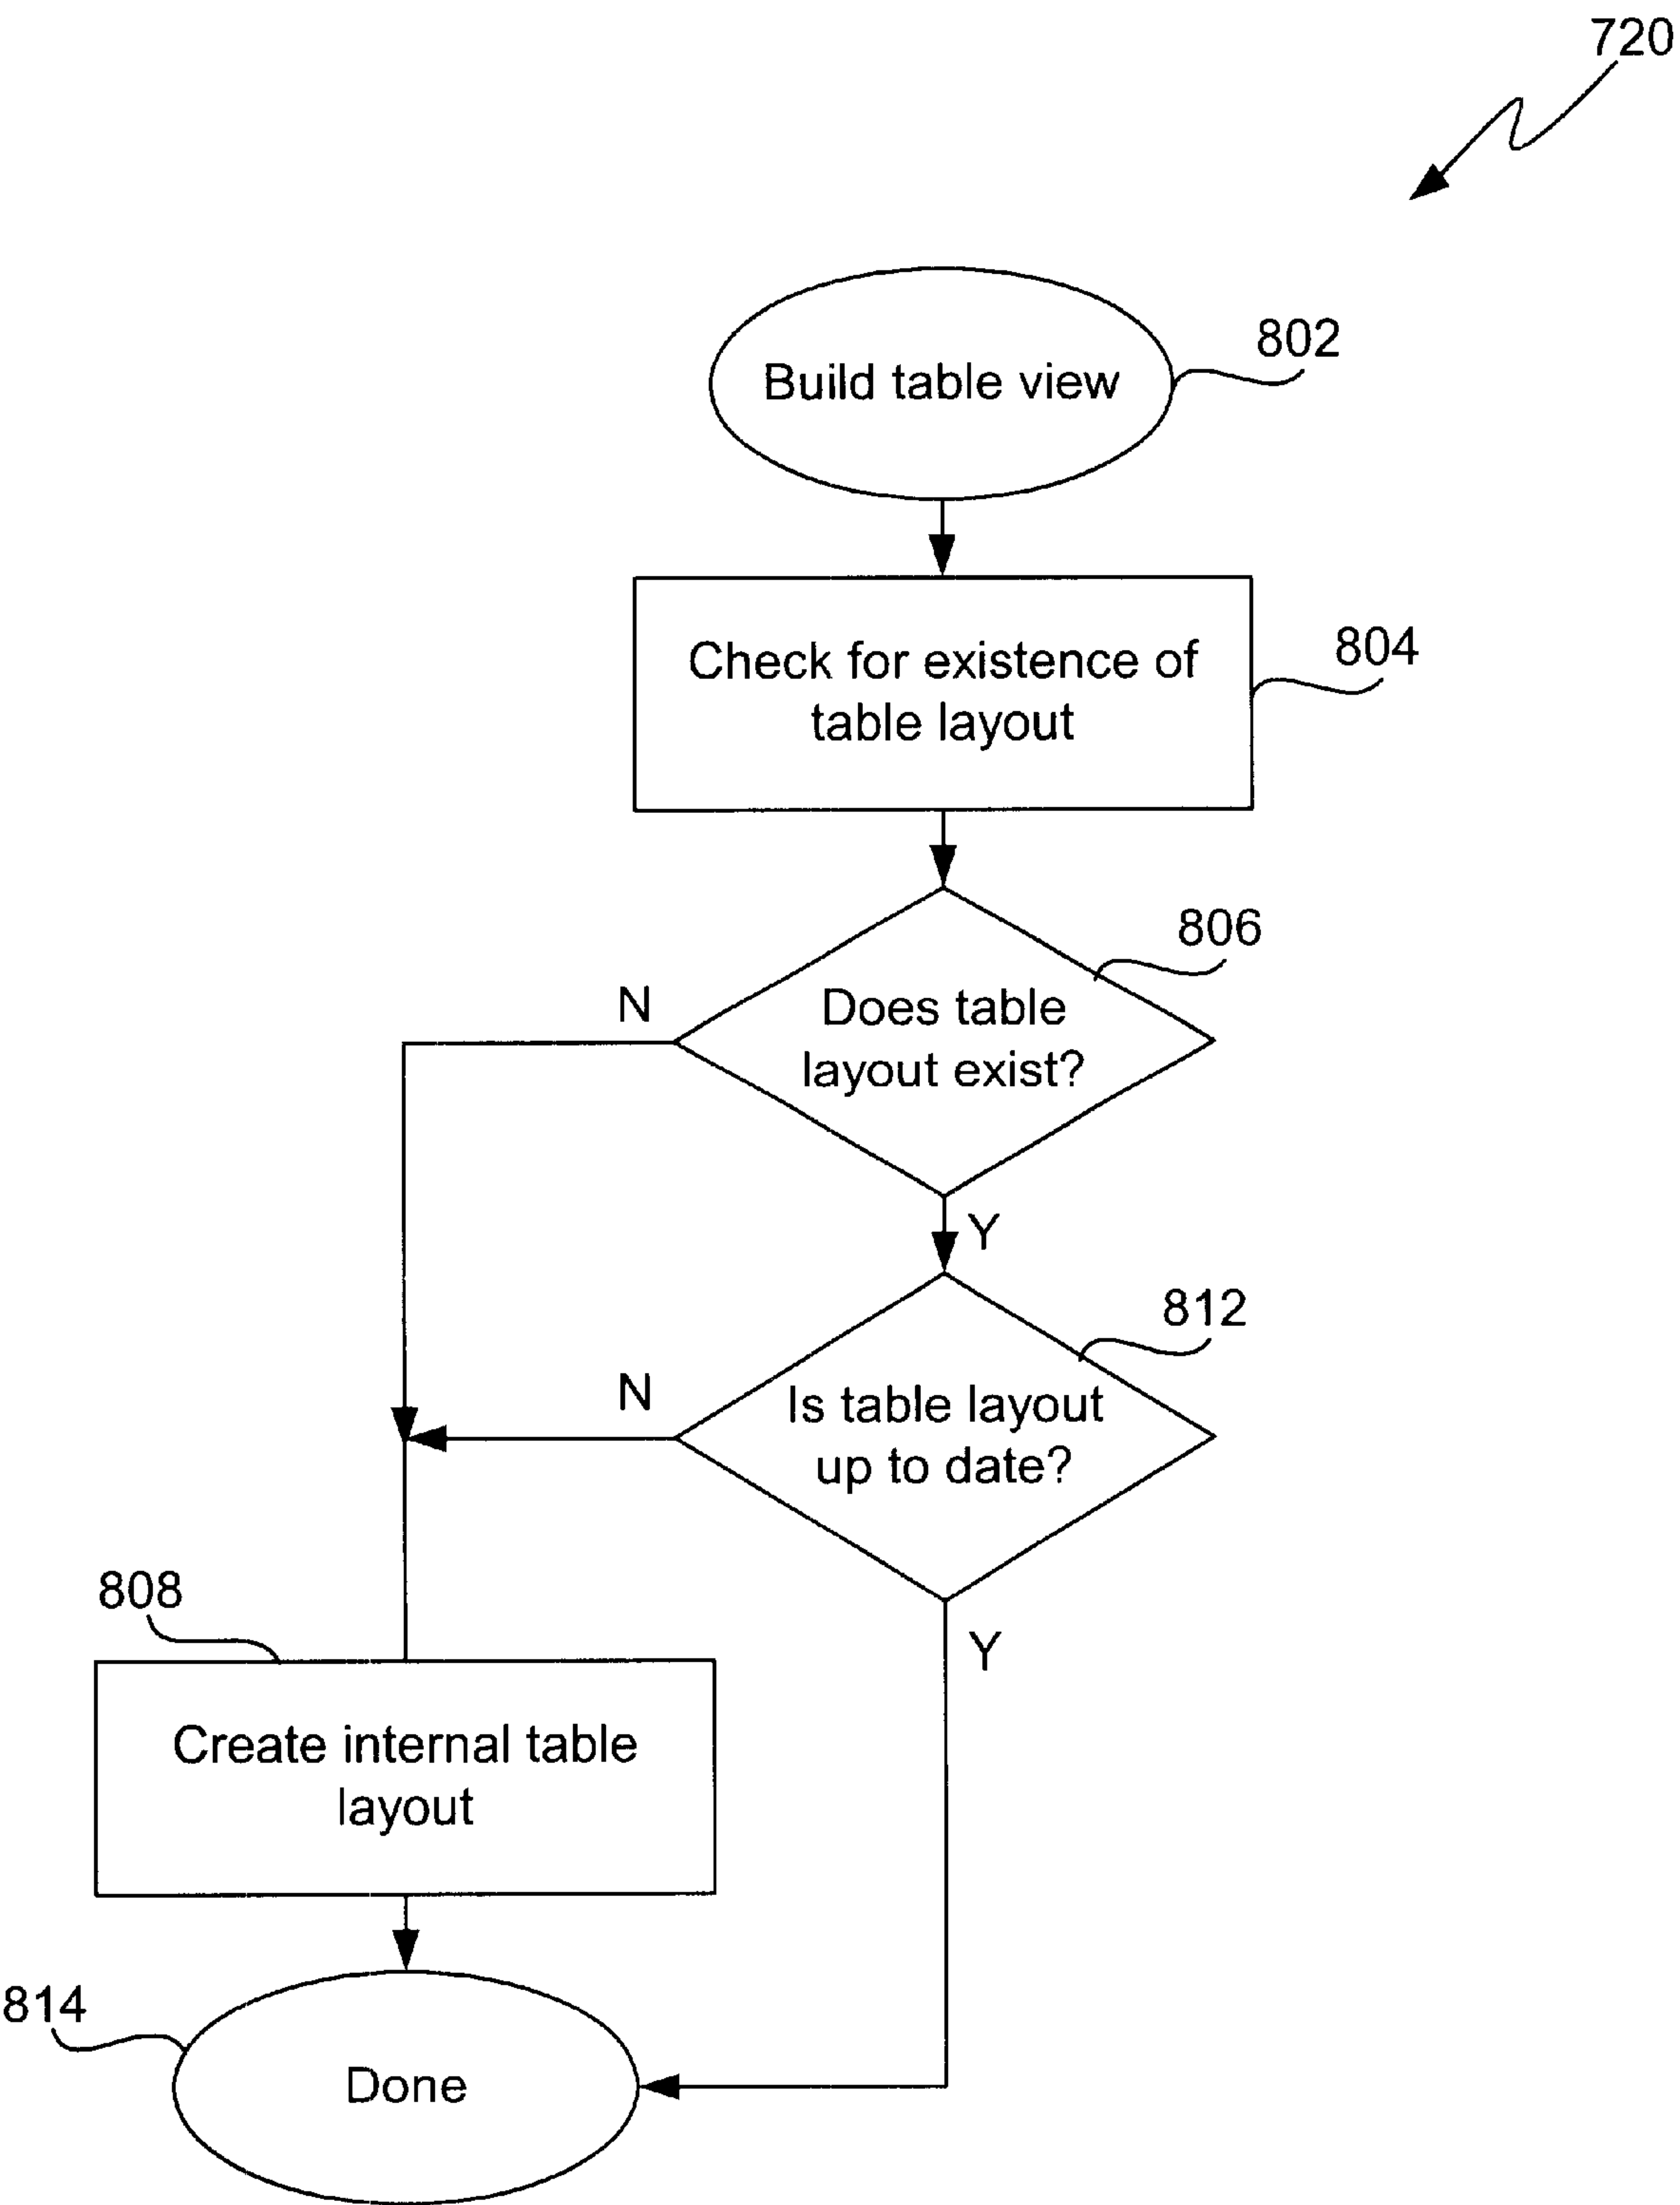 720
Build table view
802
Check for existence of
table layout
804
806
N
Does table
layout exist?
Y
812
N
Is table layout
up to date?
808
Y
Create internal table
layout
814
Done